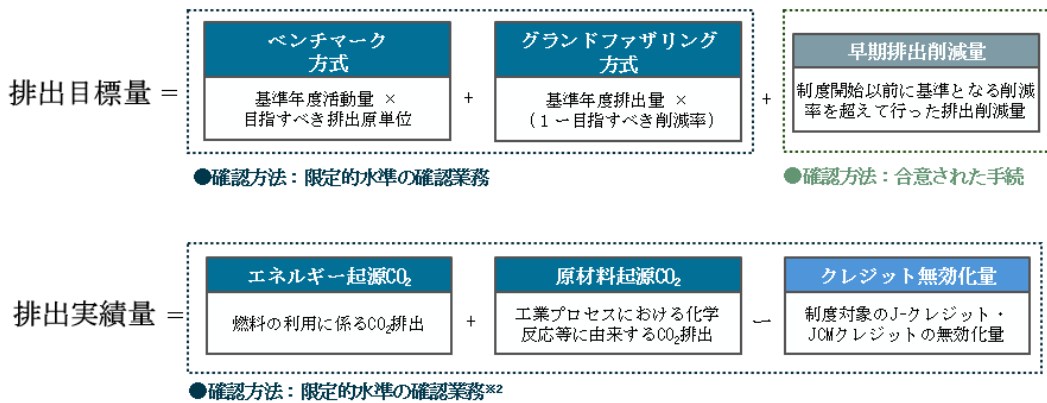 ベンチマーク
方式
基準年度活動量 ×
目指すべき排出原単位
グランドファザリング
方式
基準年度排出量 ×
(1ー目指すべき削減率)
早期排出削減量
制度開始以前に基準となる削減
率を超えて行った排出削減量
排出目標量 =
+
+
●確認方法：限定的水準の確認業務
●確認方法：合意された手続
エネルギー起源CO₂
燃料の利用に係るCO₂排出
原材料起源CO₂
工業プロセスにおける化学
反応等に由来するCO₂排出
クレジット無効化量
制度対象のJ-クレジット・
JCMクレジットの無効化量
排出実績量 =
+
ー
●確認方法：限定的水準の確認業務※2